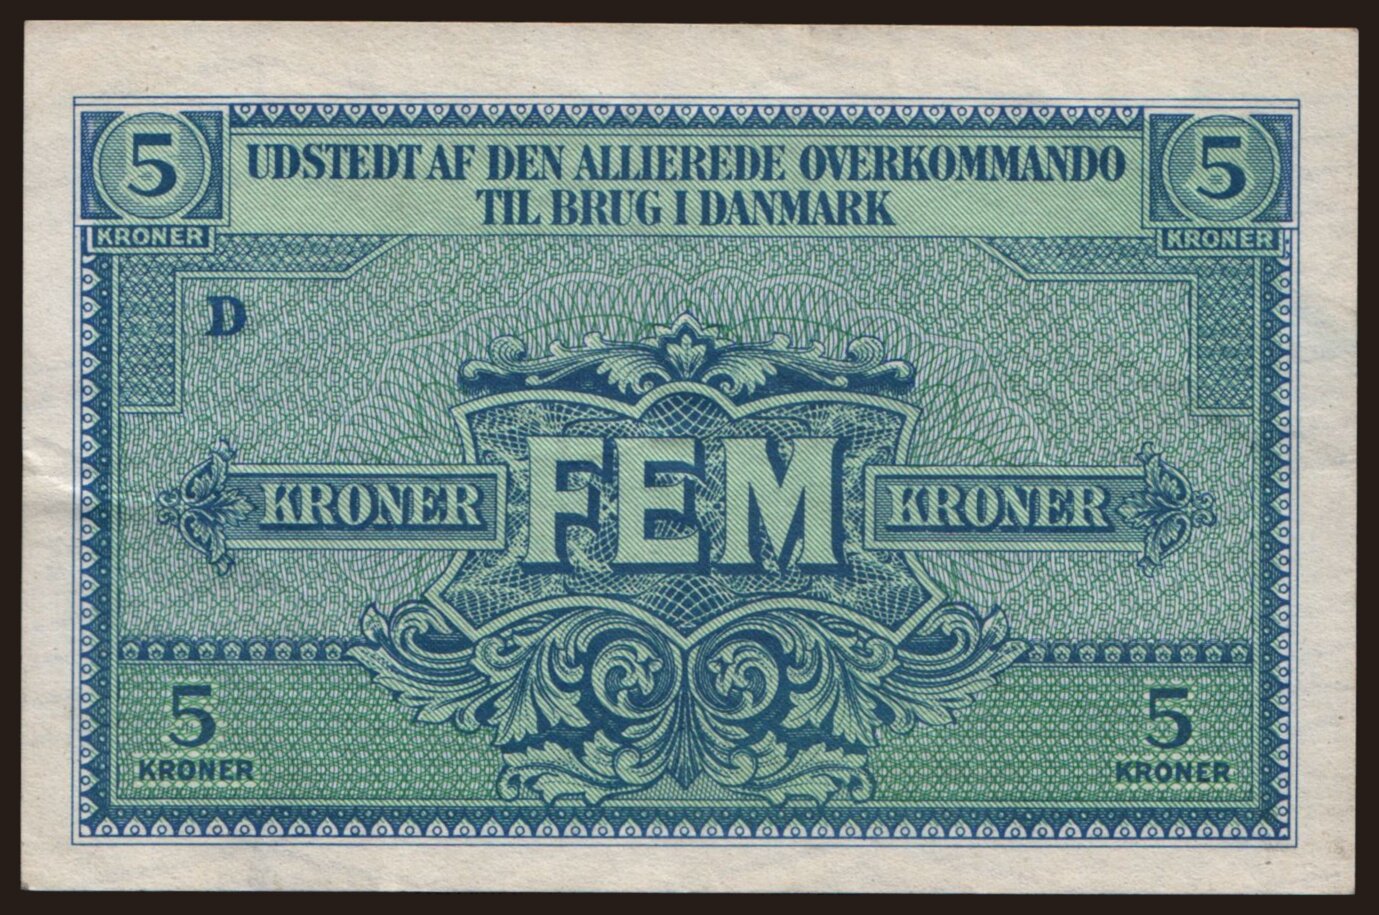 5
KRONER
UDSTEDT AF DEN ALLIEREDE OVERKOMMANDO
TIL BRUG I DANMARK
5
KRONER
D
KRONER
FEM
KRONER
5
KRONER
5
KRONER